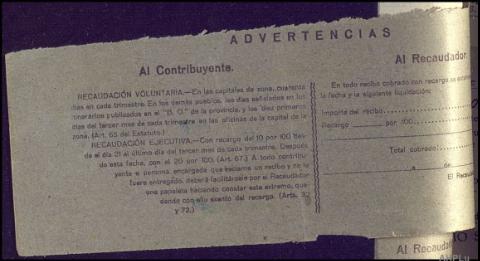 ADVERTENCIAS
Al Contribuyente.
RECAUDACIÓN VOLUNTARIA.—En las capitales de zona, cuarenta
días en cada trimestre. En los demás pueblos, los días señalados en los
itinerarios publicados en el "B. O." de la provincia, y los diez primeros
días del tercer mes de cada trimestre en las oficinas de la capital de la
zona. (Art. 65 del Estatuto.)
RECAUDACIÓN EJECUTIVA.—Con recargo del 10 por 100 des-
de el día 21 al último día del tercer mes de cada trimestre. Después
de esta fecha, con el 20 por 100. (Art. 67.) A todo contribu-
yente o persona encargada que reclame un recibo y no le
fuere entregado, deberá facilitársele por el Recaudador
una papeleta haciendo constar este extremo, que-
dando con ello exento del recargo. (Arts.
y 72.)
Al Recaudador
En todo recibo cobrado con recargo se
la fecha y la siguiente liquidación:
Importe del recibo
Recargo por 100
Total cobrado
a de
El Recau
Al Recaudad
AMPLu